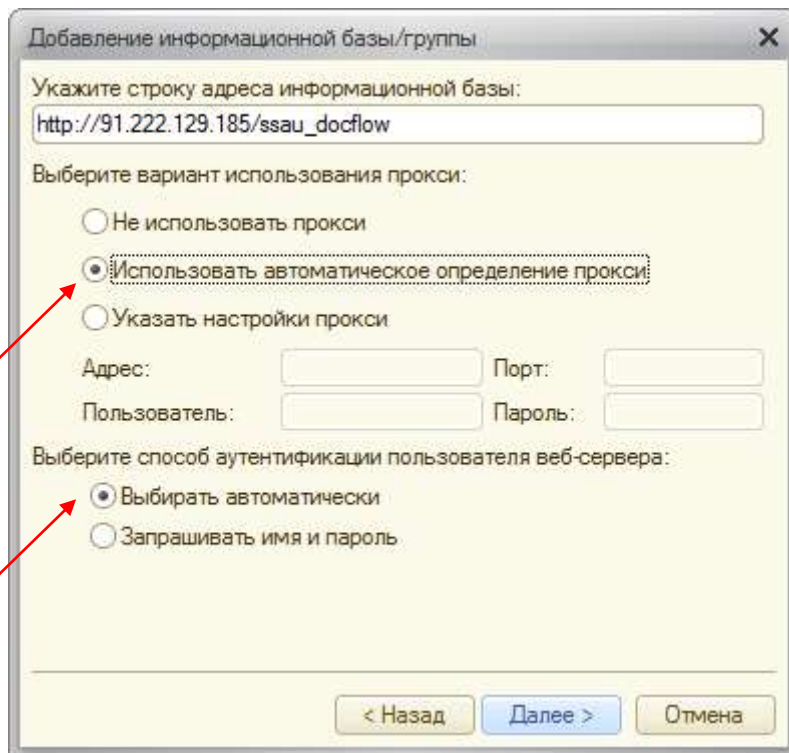 Добавление информационной базы/группы
Укажите строку адреса информационной базы:
http://91.222.129.185/ssau_docflow
Выберите вариант использования прокси:
Не использовать прокси
Использовать автоматическое определение прокси
Указать настройки прокси
Адрес: Порт:
Пользователь: Пароль:
Выберите способ аутентификации пользователя веб-сервера:
Выбирать автоматически
Запрашивать имя и пароль
< Назад Далее > Отмена